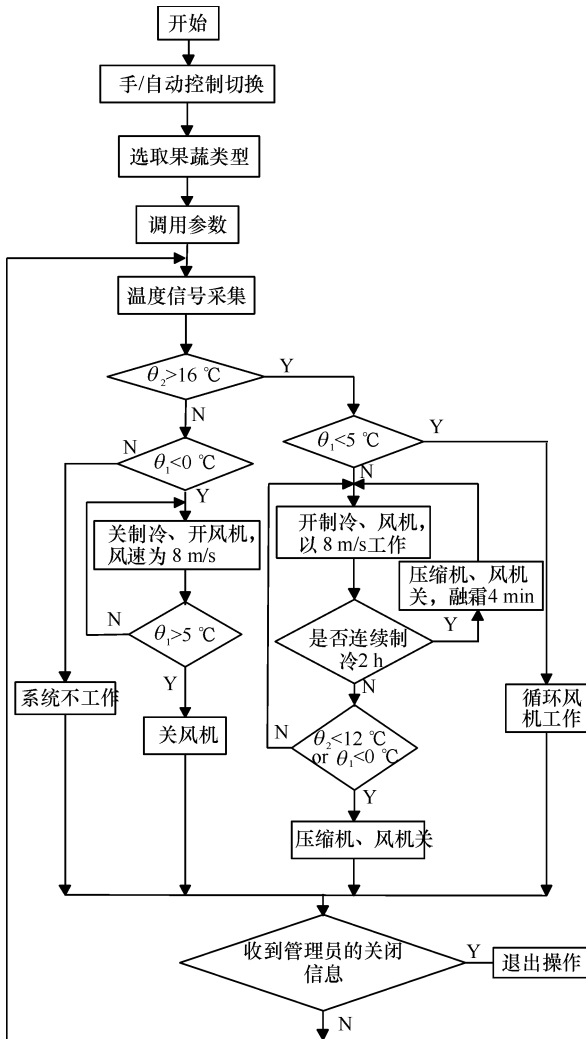 开始
手/自动控制切换
选取果蔬类型
调用参数
温度信号采集
θ₂>16 ℃
Y
N
θ₁<5 ℃
Y
N
θ₁<0 ℃
N
Y
N
关制冷、开风机,
风速为 8 m/s
开制冷、风机,
以 8 m/s工作
压缩机、风机
关，融霜4 min
θ₁>5 ℃
N
Y
是否连续制
冷2 h
Y
N
系统不工作
关风机
循环风
机工作
θ₂<12 ℃
or θ₁<0 ℃
N
Y
压缩机、风机关
收到管理员的关闭
信息
Y
退出操作
N